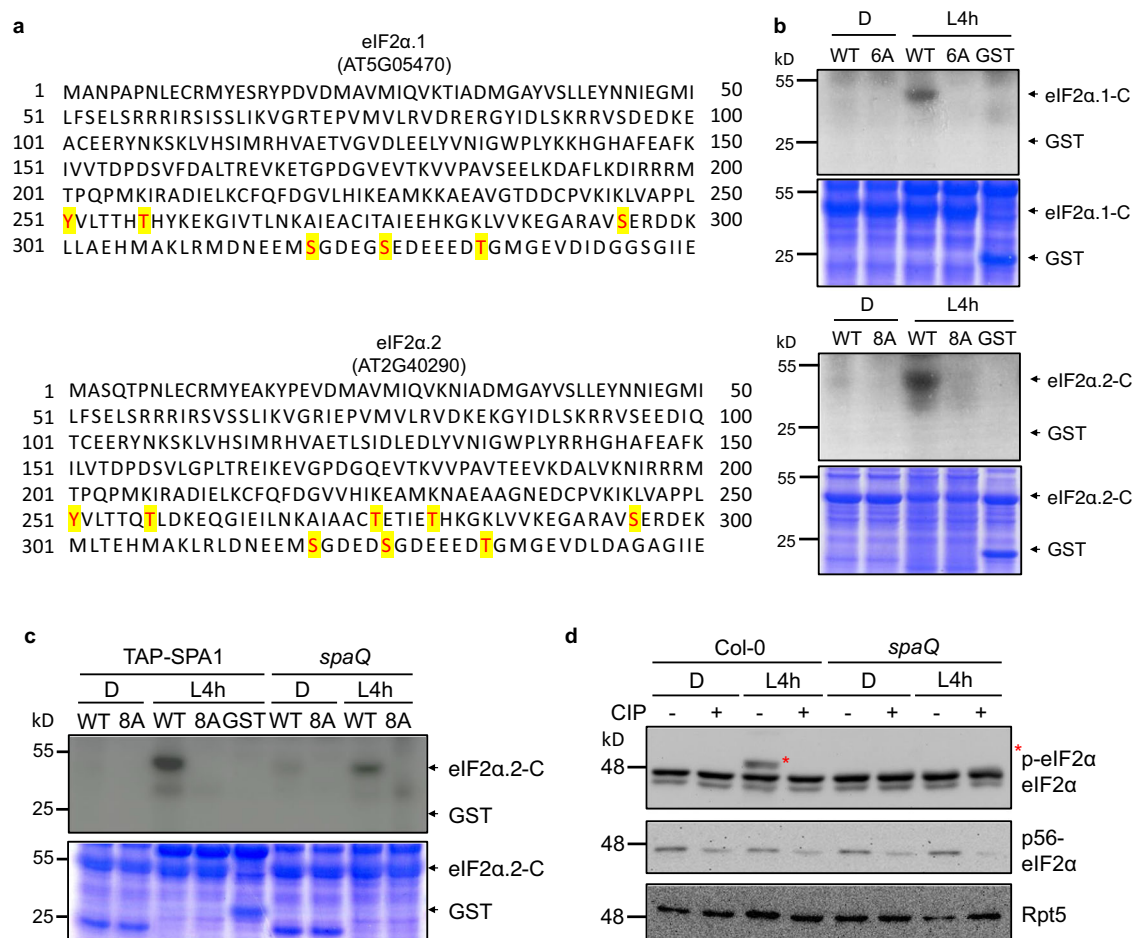 a
eIF2α.1
(AT5G05470)
1 MANPAPNLECRMYESRYPDVDMAVMIQVKTIADMGAYVSLLEYNNIEGMI 50
51 LFSELSRRRIRSISSLIKVGRTEPVMVLRVDRERGYIDLSKRRVSDEDKE 100
101 ACEERYNKSKLVHSIMRHVAETVGVDLEELYVNIGWPLYKKHGHAFEAFK 150
151 IVVTDPDSVFDALTREVKETGPDGVEVTKVVPAVSEELKDAFLKDIRRRM 200
201 TPQPMKIRADIELKCFQFDGVLHIKEAMKKAEAVGTDDCPVKIKLVAPPL 250
251 YVLTTHTHYKEKGIVTLNKAIEACITAIEEHKGKLVVKEGARAVSERDDK 300
301 LLAEHMAKLRMDNEEMSGDEGSEDEEEDTGMGEVDIDGGSGIIE
eIF2α.2
(AT2G40290)
1 MASQTPNLECRMYEAKYPEVDMAVMIQVKNIADMGAYVSLLEYNNIEGMI 50
51 LFSELSRRRIRSVSSLIKVGRIEPVMVLRVDKEKGYIDLSKRRVSEEDIQ 100
101 TCEERYNKSKLVHSIMRHVAETLSIDLEDLYVNIGWPLYRRHGHAFEAFK 150
151 ILVTDPDSVLGPLTREIKEVGPDGQEVTKVVPAVTEEVKDALVKNIRRRM 200
201 TPQPMKIRADIELKCFQFDGVVHIKEAMKNAEAAGNEDCPVKIKLVAPPL 250
251 YVLTTQTLDKEQGIEILNKAIAACTETIETHKGKLVVKEGARAVSERDEK 300
301 MLTEHMAKLRLDNEEMSGDEDSGDEEEDTGMGEVDLDAGAGIIE
b
D L4h
kD WT 6A WT 6A GST
55
eIF2α.1-C
25
GST
55
eIF2α.1-C
25
GST
D L4h
kD WT 8A WT 8A GST
55
eIF2α.2-C
25
GST
55
eIF2α.2-C
25
GST
c
TAP-SPA1 spaQ
D L4h D L4h
kD WT 8A WT 8A GST WT 8A WT 8A
55
eIF2α.2-C
25
GST
55
eIF2α.2-C
25
GST
d
Col-0 spaQ
D L4h D L4h
CIP - + - + - + - +
kD
48 * *p-eIF2α
eIF2α
48 p56-
eIF2α
48 Rpt5